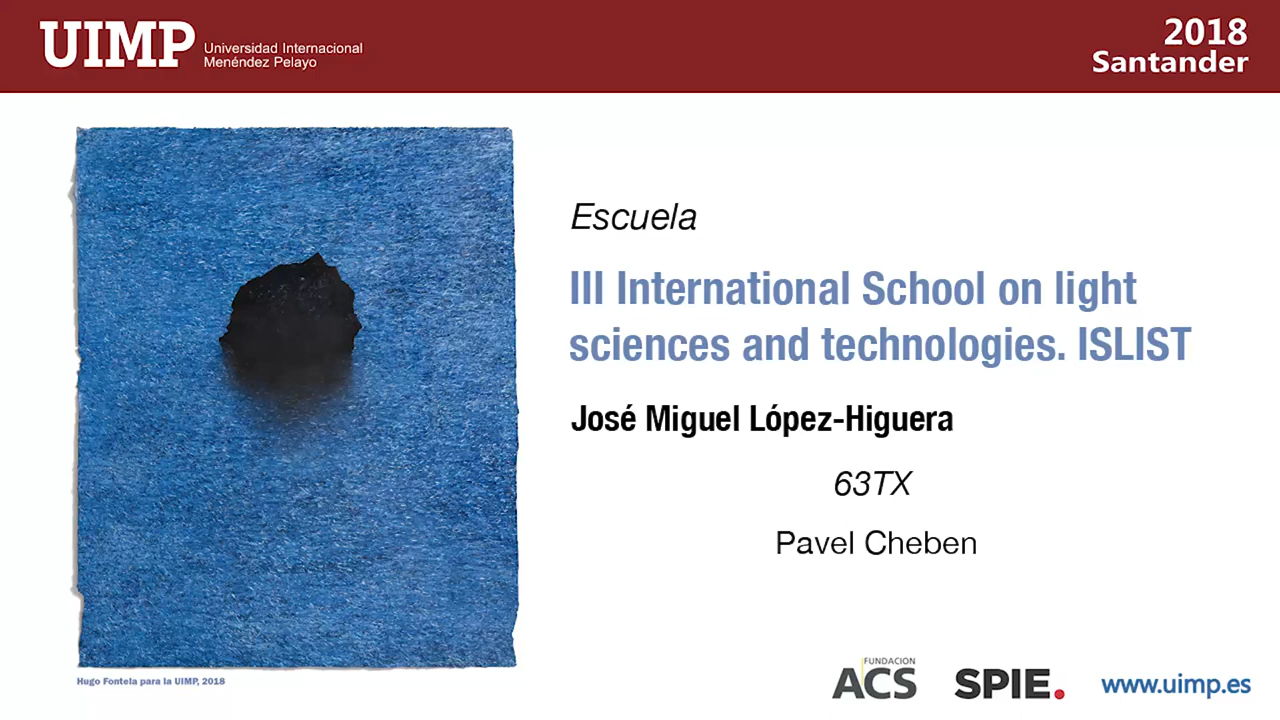 UIMP
Universidad Internacional
Menéndez Pelayo
2018
Santander
Escuela
III International School on light
sciences and technologies. ISLIST
José Miguel López-Higuera
63TX
Pavel Cheben
Hugo Fontela para la UIMP, 2018
FUNDACION
ACS
SPIE.
www.uimp.es